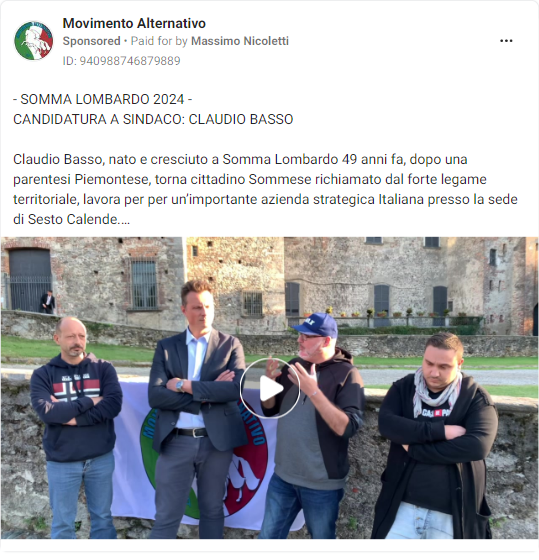 Movimento Alternativo
Sponsored • Paid for by Massimo Nicoletti
ID: 940988746879889
- SOMMA LOMBARDO 2024 -
CANDIDATURA A SINDACO: CLAUDIO BASSO
Claudio Basso, nato e cresciuto a Somma Lombardo 49 anni fa, dopo una
parentesi Piemontese, torna cittadino Sommese richiamato dal forte legame
territoriale, lavora per per un'importante azienda strategica Italiana presso la sede
di Sesto Calende....